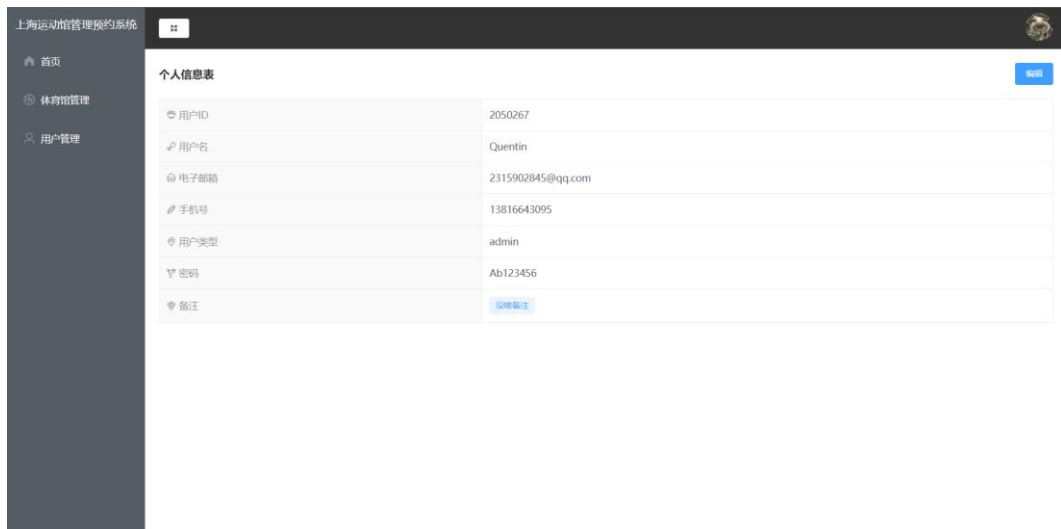 上海运动馆管理预约系统
首页
体育馆管理
用户管理
个人信息表
编辑
用户ID 2050267
用户名 Quentin
电子邮箱 2315902845@qq.com
手机号 13816643095
用户类型 admin
密码 Ab123456
备注 没啥备注